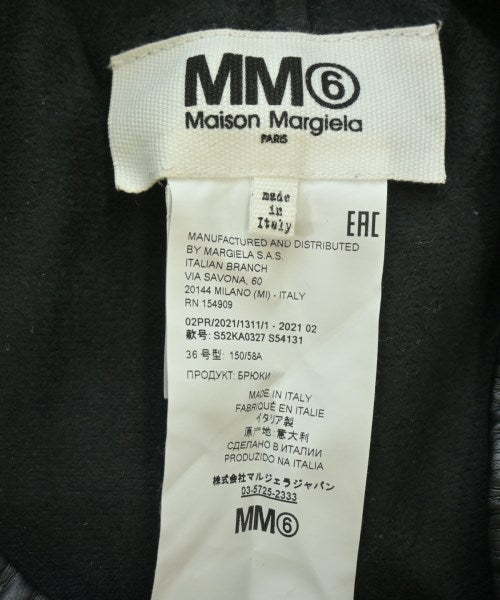 MM⑥
Maison Margiela
PARIS
made
in
Italy
EAC
MANUFACTURED AND DISTRIBUTED
BY MARGIELA S.A.S.
ITALIAN BRANCH
VIA SAVONA, 60
20144 MILANO (MI) - ITALY
RN 154909
02PR/2021/1311/1 - 2021 02
款号: S52KA0327 S54131
36 号型: 150/58A
ПРОДУКТ: БРЮКИ
MADE IN ITALY
FABRIQUÉ EN ITALIE
イタリア製
原产地: 意大利
СДЕЛАНО В ИТАЛИИ
PRODUZIDO NA ITALIA
株式会社マルジェラジャパン
03-5725-2333
MM⑥